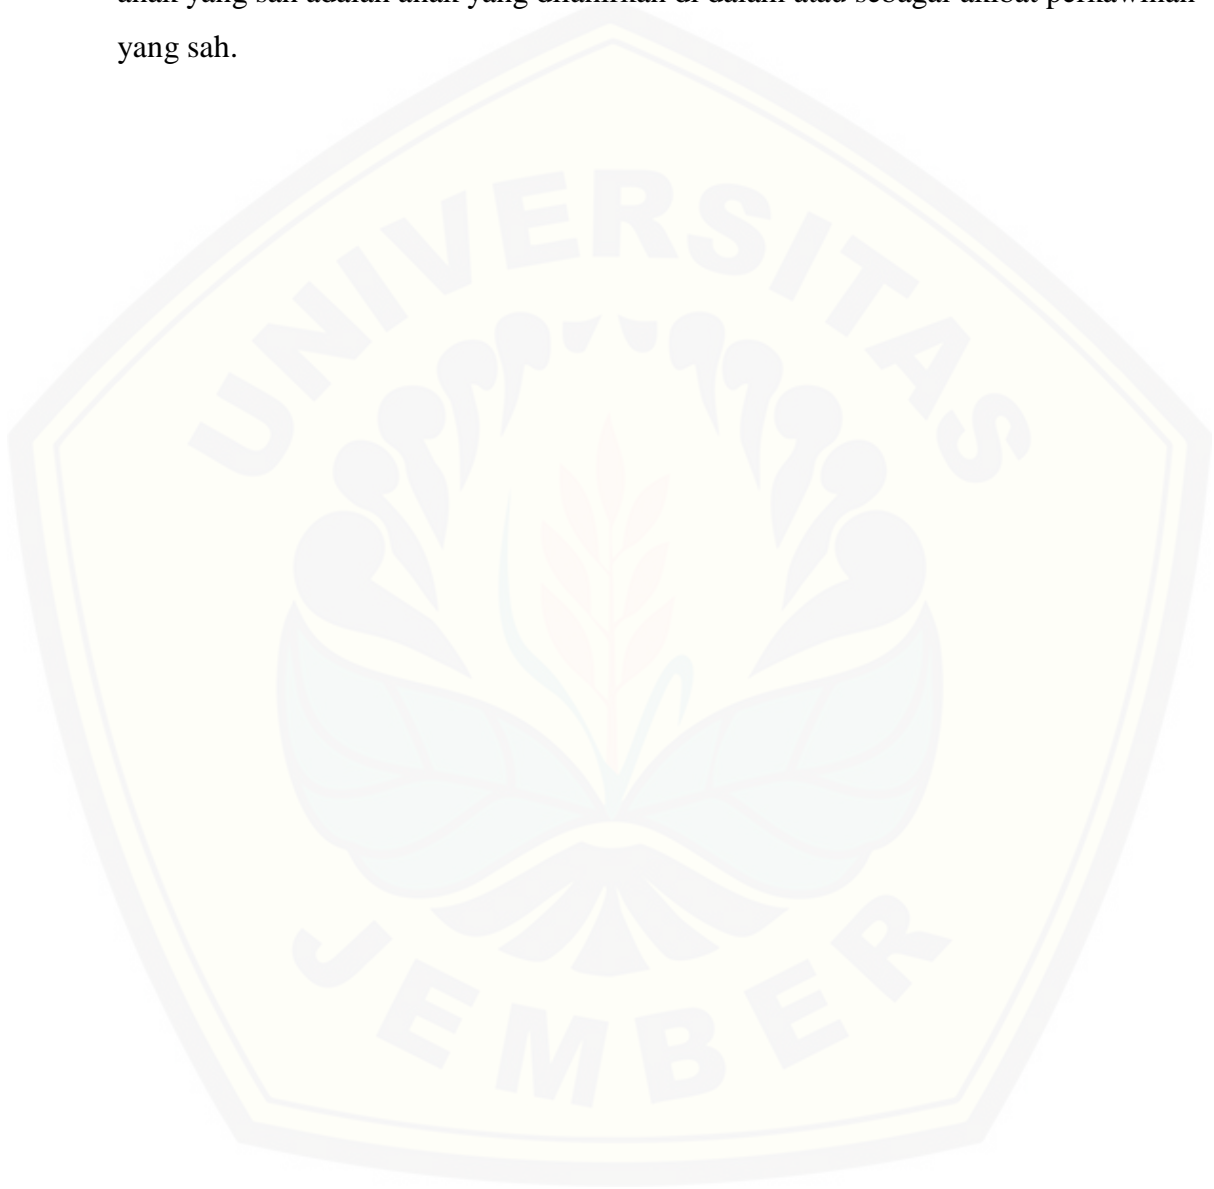 anak yang sah adalah anak yang dilahirkan di dalam atau sebagai akibat perkawinan
yang sah.
UNIVERSITAS
JEMBER